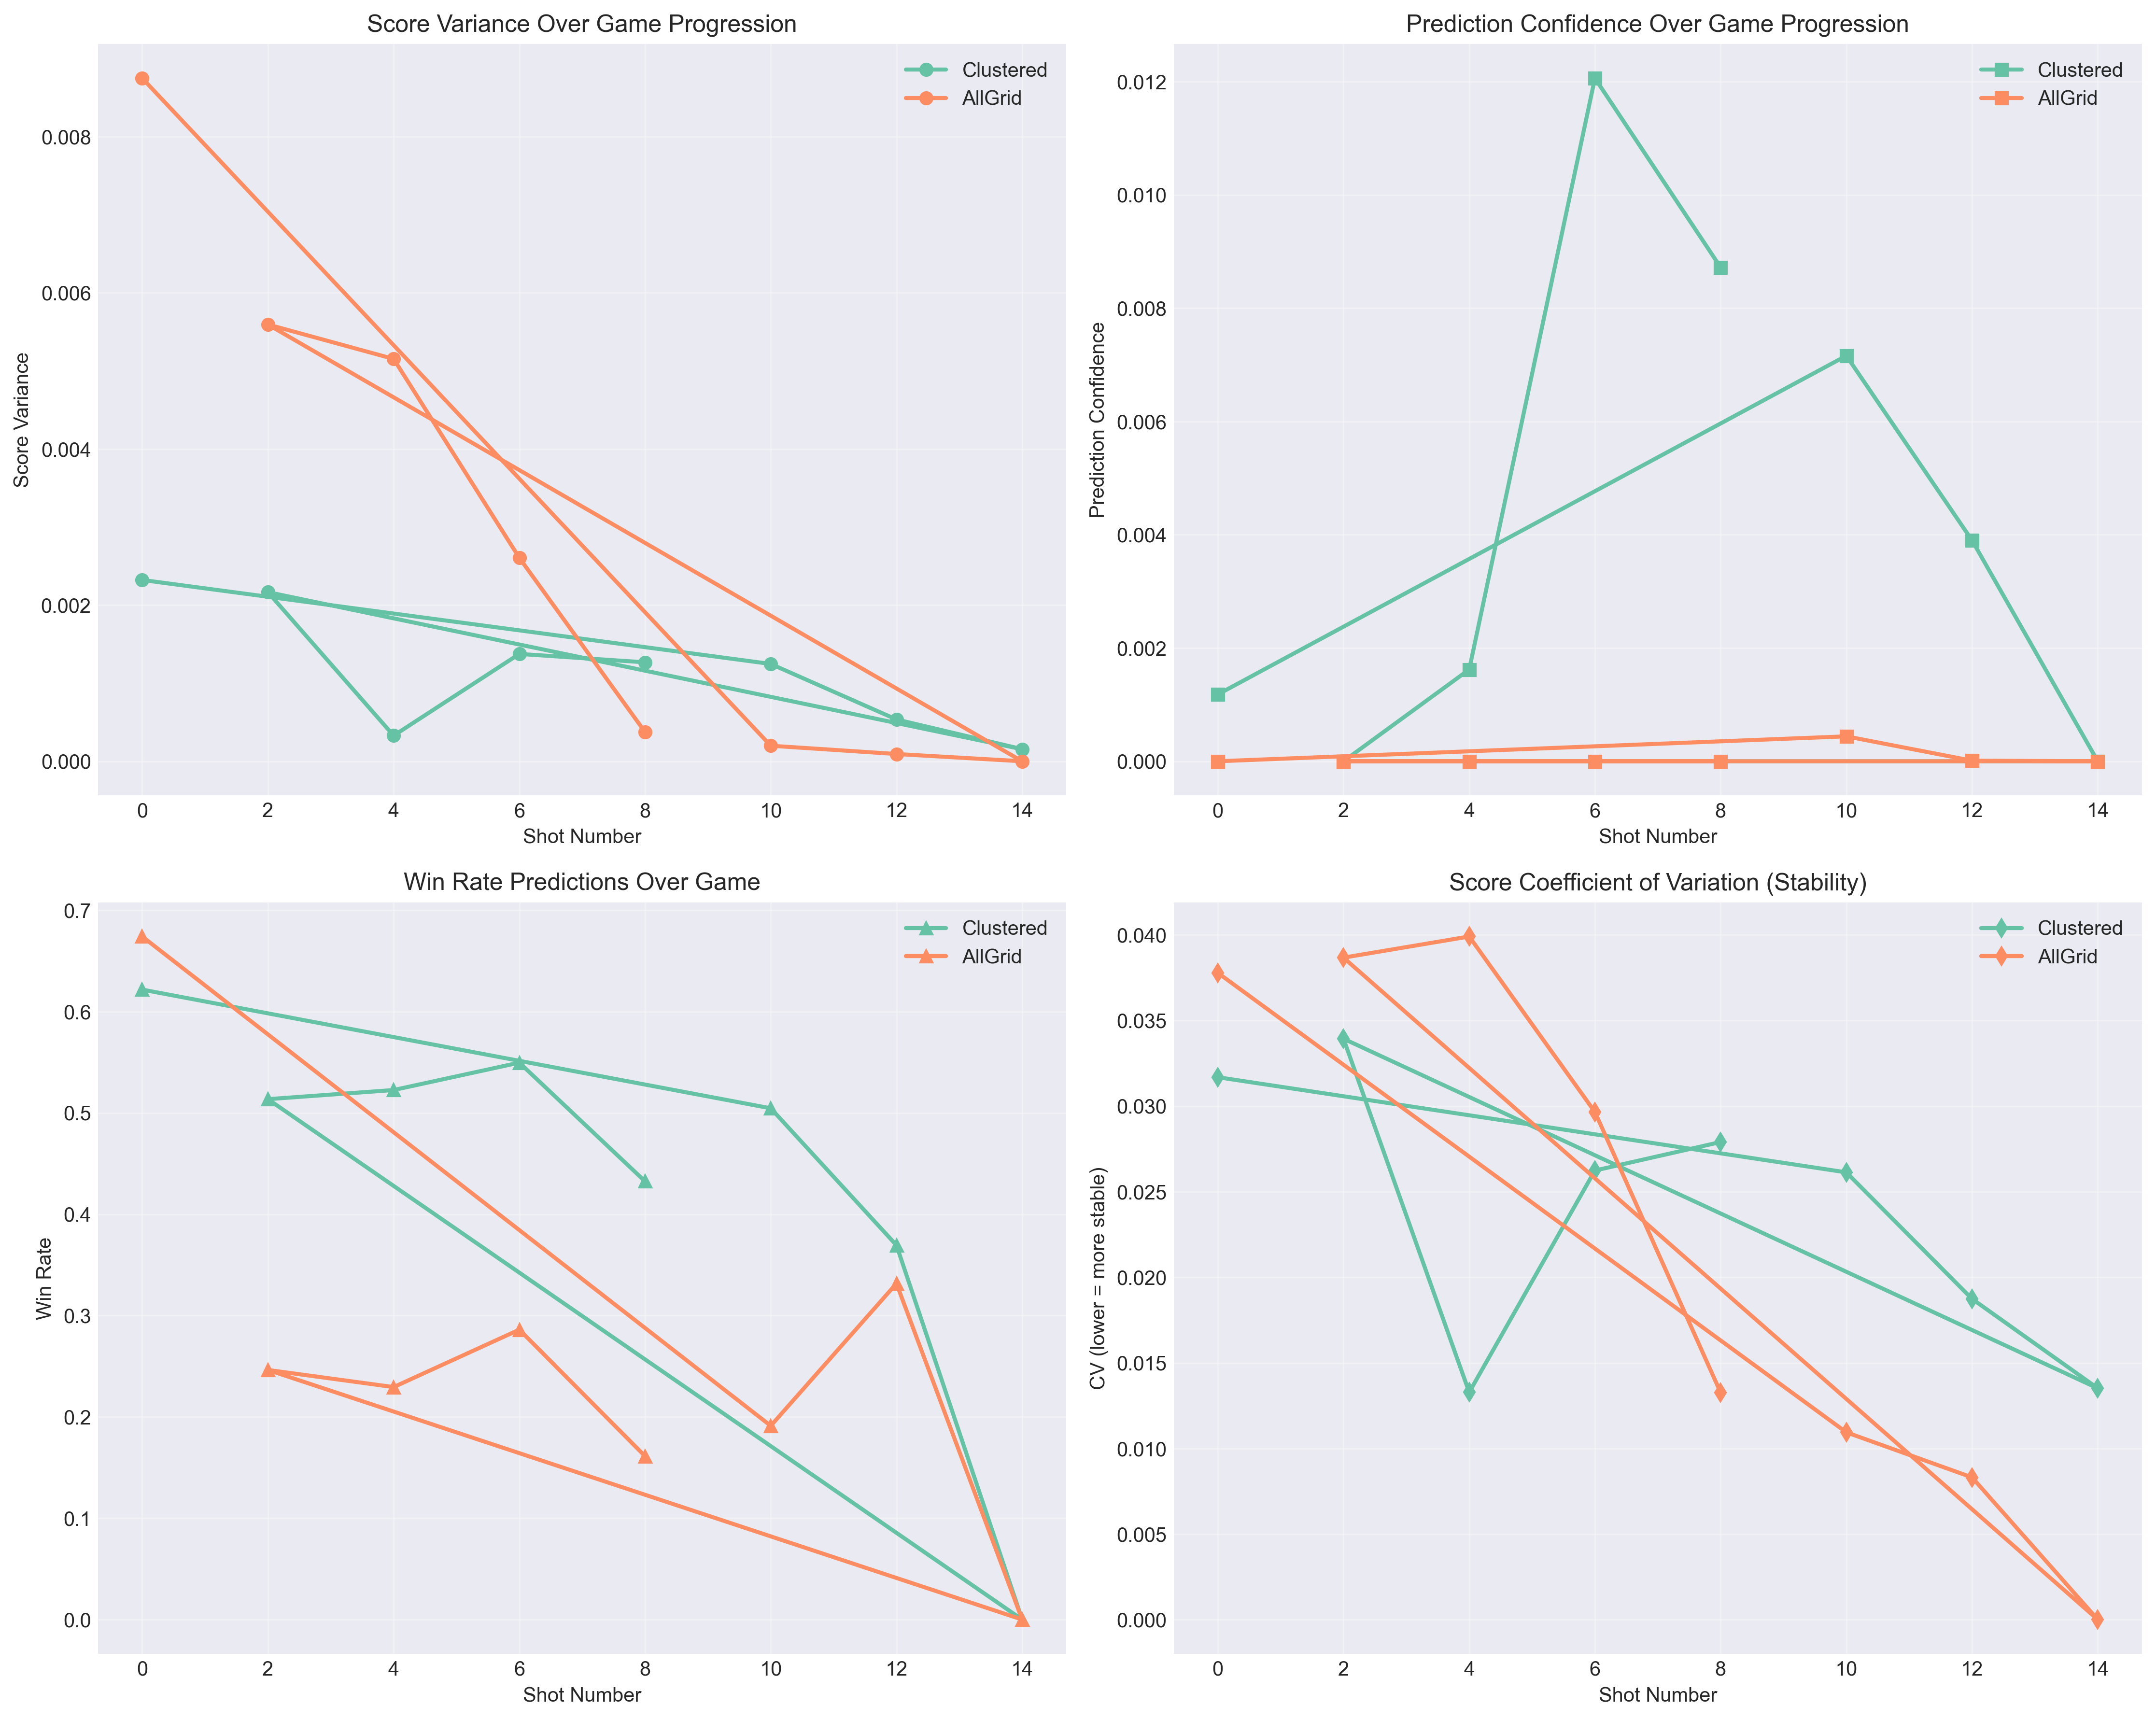 Score Variance Over Game Progression
Clustered
AllGrid
0.008
0.006
0.004
0.002
0.000
Score Variance
0 2 4 6 8 10 12 14
Shot Number
Prediction Confidence Over Game Progression
Clustered
AllGrid
0.012
0.010
0.008
0.006
0.004
0.002
0.000
Prediction Confidence
0 2 4 6 8 10 12 14
Shot Number
Win Rate Predictions Over Game
Clustered
AllGrid
0.7
0.6
0.5
0.4
0.3
0.2
0.1
0.0
Win Rate
0 2 4 6 8 10 12 14
Shot Number
Score Coefficient of Variation (Stability)
Clustered
AllGrid
0.040
0.035
0.030
0.025
0.020
0.015
0.010
0.005
0.000
CV (lower = more stable)
0 2 4 6 8 10 12 14
Shot Number